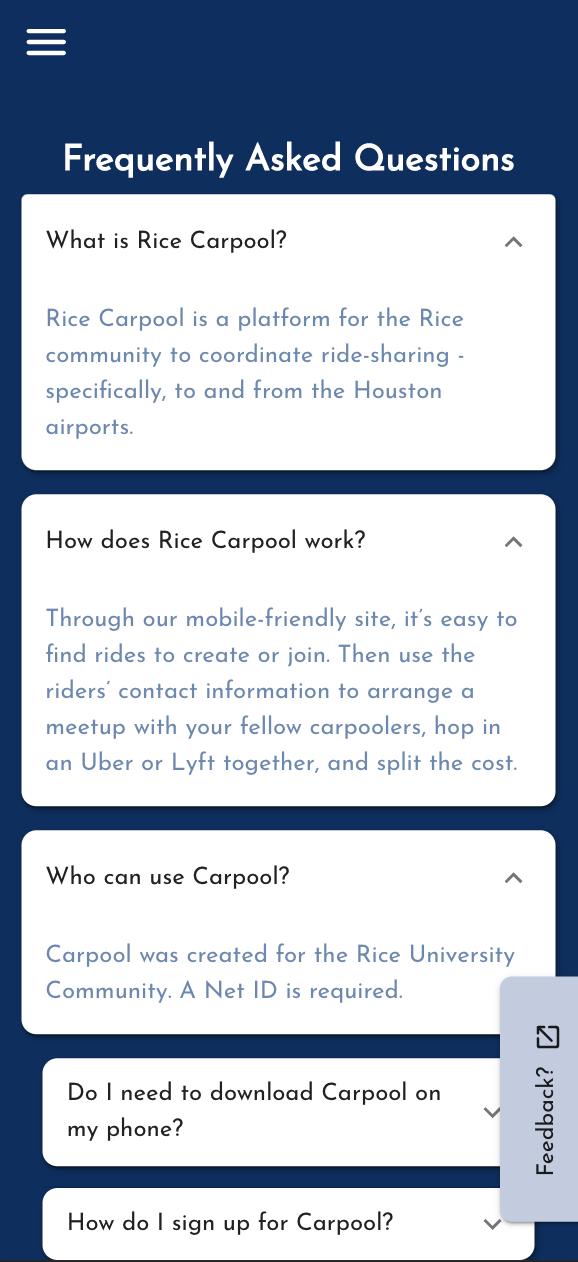 Frequently Asked Questions
What is Rice Carpool?
Rice Carpool is a platform for the Rice
community to coordinate ride-sharing -
specifically, to and from the Houston
airports.
How does Rice Carpool work?
Through our mobile-friendly site, it’s easy to
find rides to create or join. Then use the
riders’ contact information to arrange a
meetup with your fellow carpoolers, hop in
an Uber or Lyft together, and split the cost.
Who can use Carpool?
Carpool was created for the Rice University
Community. A Net ID is required.
Do I need to download Carpool on
my phone?
Feedback?
How do I sign up for Carpool?